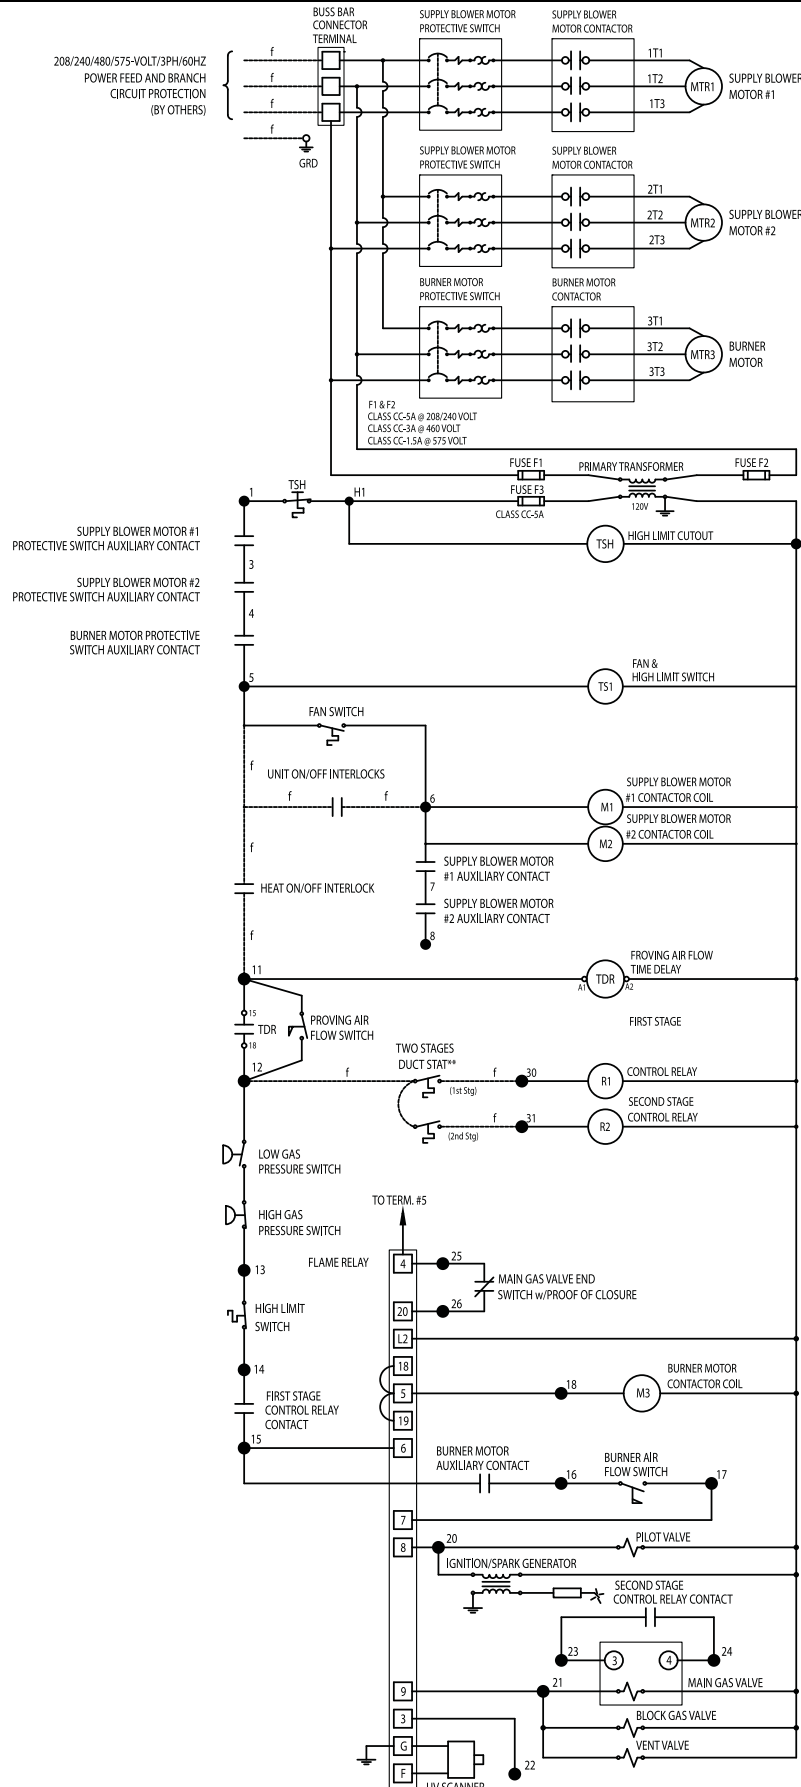 BUSS BAR
CONNECTOR
TERMINAL
SUPPLY BLOWER MOTOR
PROTECTIVE SWITCH
SUPPLY BLOWER
MOTOR CONTACTOR
208/240/480/575-VOLT/3PH/60HZ
POWER FEED AND BRANCH
CIRCUIT PROTECTION
(BY OTHERS)
f
f
f
f
GRD
1T1
1T2
1T3
MTR1
SUPPLY BLOWER
MOTOR #1
SUPPLY BLOWER MOTOR
PROTECTIVE SWITCH
SUPPLY BLOWER
MOTOR CONTACTOR
2T1
2T2
2T3
MTR2
SUPPLY BLOWER
MOTOR #2
BURNER MOTOR
PROTECTIVE SWITCH
BURNER MOTOR
CONTACTOR
3T1
3T2
3T3
MTR3
BURNER
MOTOR
F1 & F2
CLASS CC-5A @ 208/240 VOLT
CLASS CC-3A @ 460 VOLT
CLASS CC-1.5A @ 575 VOLT
FUSE F1
PRIMARY TRANSFORMER
FUSE F2
1
TSH
H1
FUSE F3
CLASS CC-5A
120V
TSH
HIGH LIMIT CUTOUT
SUPPLY BLOWER MOTOR #1
PROTECTIVE SWITCH AUXILIARY CONTACT
3
SUPPLY BLOWER MOTOR #2
PROTECTIVE SWITCH AUXILIARY CONTACT
4
BURNER MOTOR PROTECTIVE
SWITCH AUXILIARY CONTACT
5
TS1
FAN &
HIGH LIMIT SWITCH
FAN SWITCH
f
UNIT ON/OFF INTERLOCKS
f
f
6
M1
SUPPLY BLOWER MOTOR
#1 CONTACTOR COIL
M2
SUPPLY BLOWER MOTOR
#2 CONTACTOR COIL
f
SUPPLY BLOWER MOTOR
#1 AUXILIARY CONTACT
7
HEAT ON/OFF INTERLOCK
SUPPLY BLOWER MOTOR
#2 AUXILIARY CONTACT
f
8
11
A1
TDR
A2
FROVING AIR FLOW
TIME DELAY
15
TDR
18
PROVING AIR
FLOW SWITCH
FIRST STAGE
TWO STAGES
DUCT STAT**
12
f
(1st Stg)
f
30
R1
CONTROL RELAY
(2nd Stg)
f
31
R2
SECOND STAGE
CONTROL RELAY
LOW GAS
PRESSURE SWITCH
HIGH GAS
PRESSURE SWITCH
TO TERM. #5
13
FLAME RELAY
4
25
MAIN GAS VALVE END
SWITCH w/PROOF OF CLOSURE
20
26
HIGH LIMIT
SWITCH
L2
14
18
5
18
M3
BURNER MOTOR
CONTACTOR COIL
FIRST STAGE
CONTROL RELAY
CONTACT
19
15
6
BURNER MOTOR
AUXILIARY CONTACT
16
BURNER AIR
FLOW SWITCH
17
7
8
20
PILOT VALVE
IGNITION/SPARK GENERATOR
SECOND STAGE
CONTROL RELAY CONTACT
23
3
4
24
9
21
MAIN GAS VALVE
3
BLOCK GAS VALVE
G
22
VENT VALVE
F
UV SCANNER